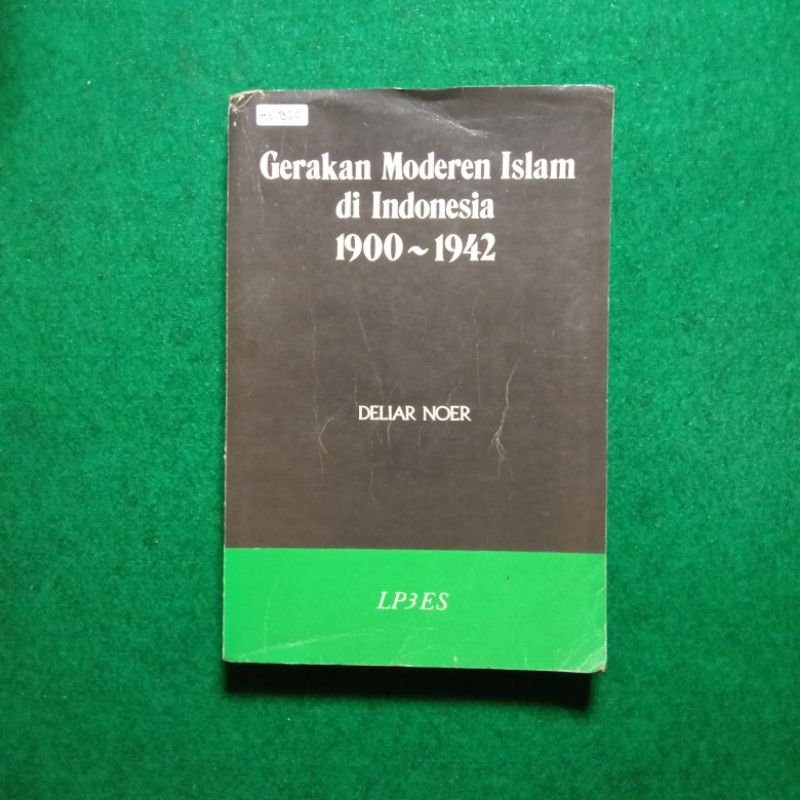 Gerakan Moderen Islam
di Indonesia
1900~1942
DELIAR NOER
LP3ES